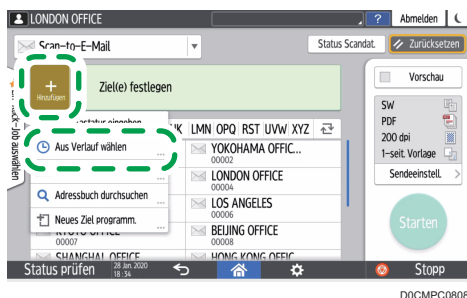 LONDON OFFICE
? Abmelden
Scan-to-E-Mail
Status Scandat.
Zurücksetzen
Hinzufügen
Ziel(e) festlegen
Vorschau
SW
PDF
200 dpi
1-seit. Vorlage
Sendeeinstell. >
Starten
LMN OPQ RST UVW XYZ
Aus Verlauf wählen
...
Adressbuch durchsuchen
...
Neues Ziel programm.
...
YOKOHAMA OFFIC...
00002
LONDON OFFICE
00004
LOS ANGELES
00006
00007
BEIJING OFFICE
00008
SHANGHAI OFFICE
HONG KONG OFFIC
Status prüfen
28 Jan. 2020
18:34
Stopp
D0CMPC0808